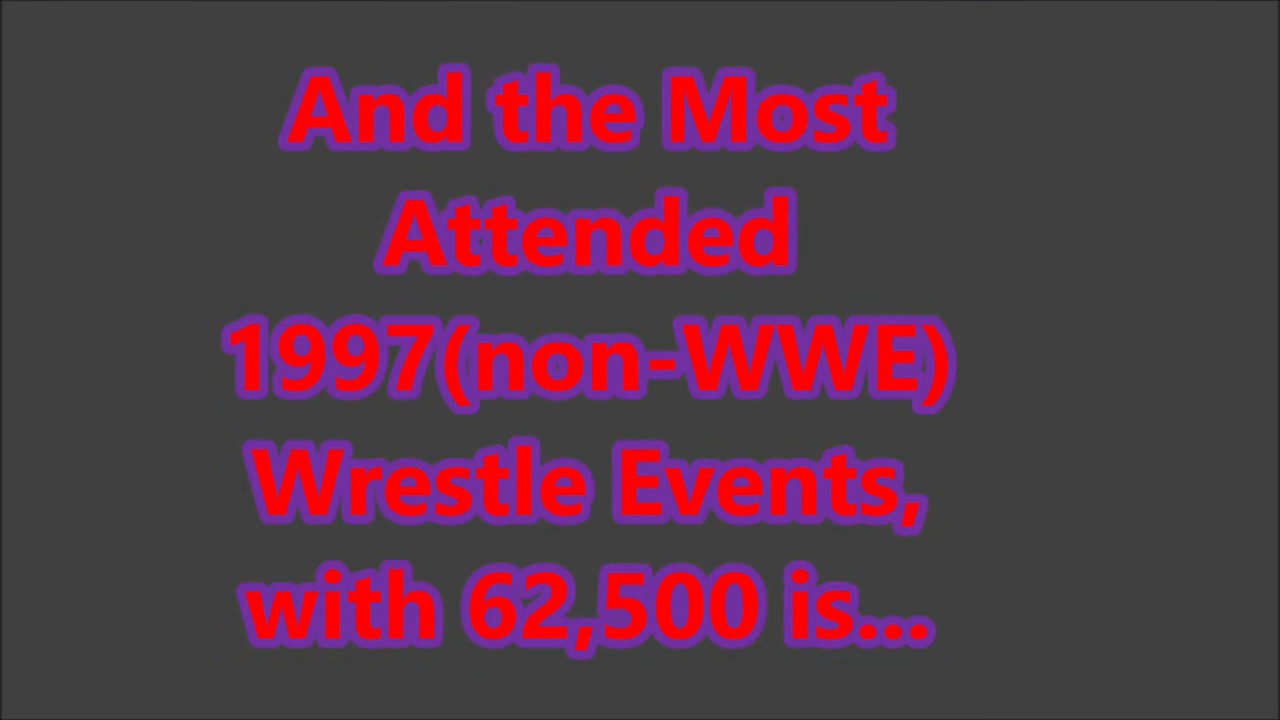 And the Most
Attended
1997(non-WWE)
Wrestle Events,
with 62,500 is...